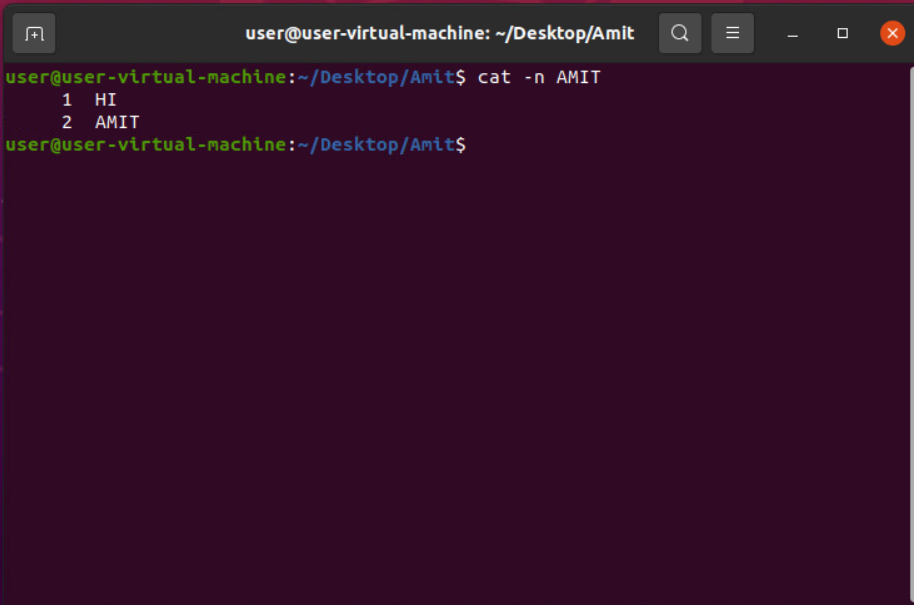 user@user-virtual-machine: ~/Desktop/Amit
user@user-virtual-machine:~/Desktop/Amit$ cat -n AMIT
     1  HI
     2  AMIT
user@user-virtual-machine:~/Desktop/Amit$